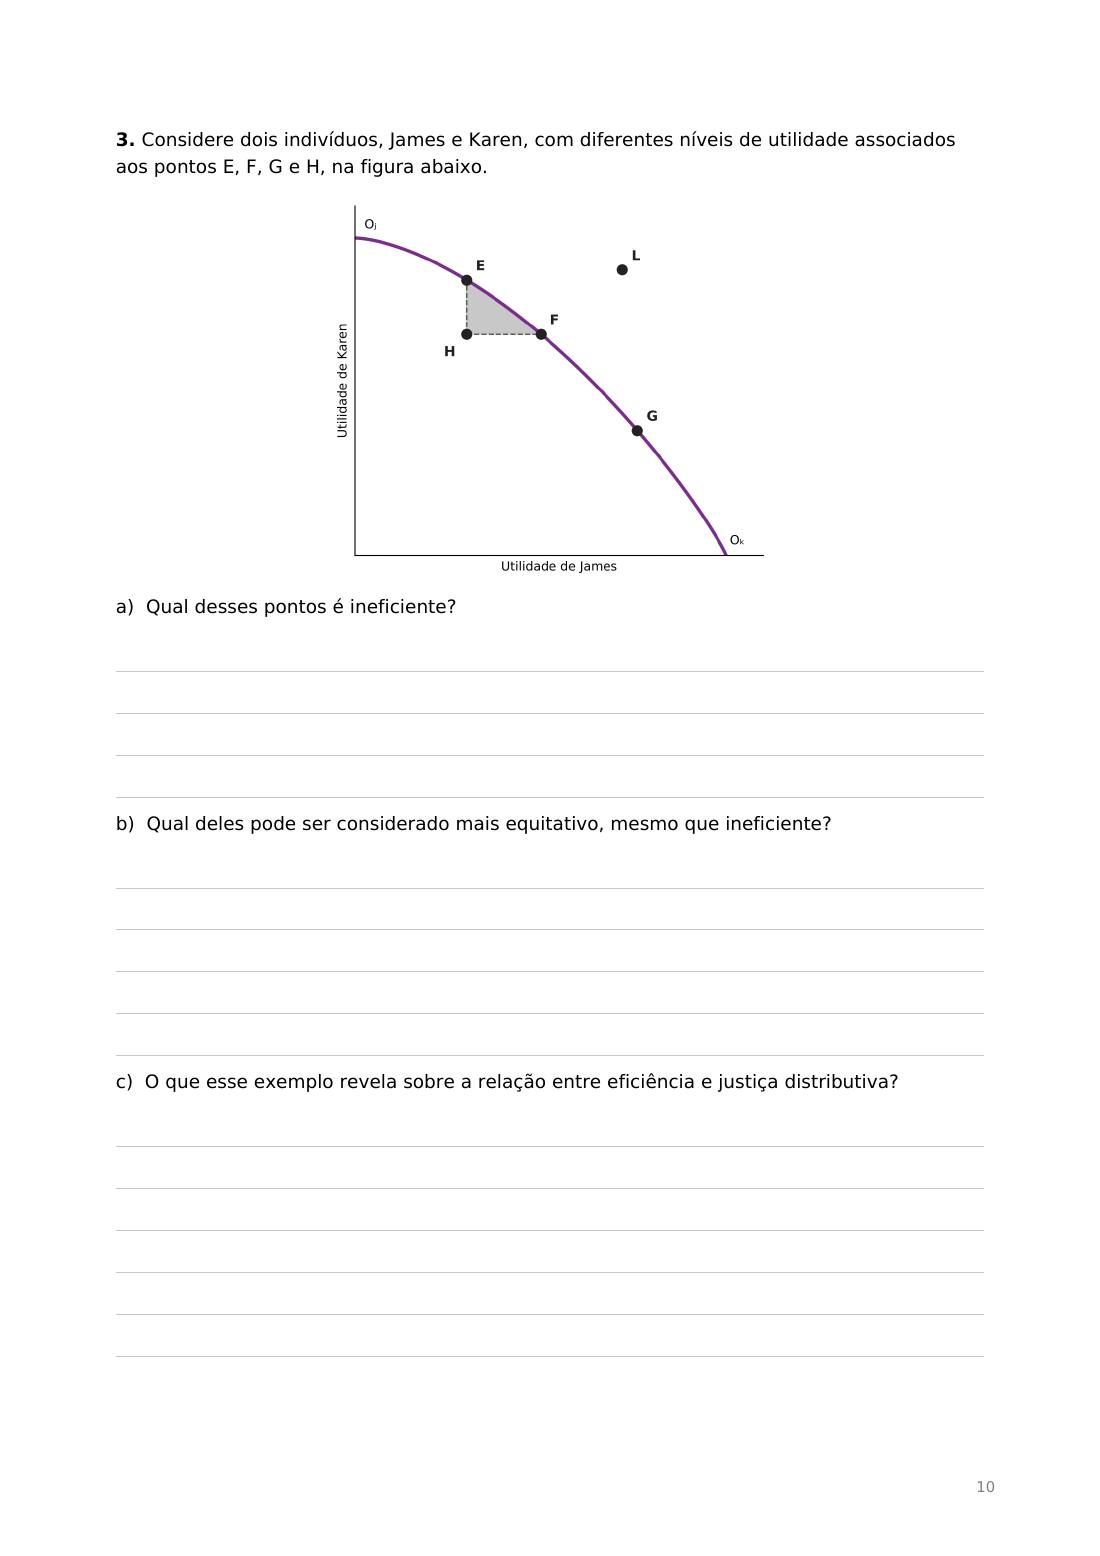 3. Considere dois indivíduos, James e Karen, com diferentes níveis de utilidade associados
aos pontos E, F, G e H, na figura abaixo.
Oⱼ
L
E
F
H
Utilidade de Karen
G
Oₖ
Utilidade de James
a) Qual desses pontos é ineficiente?
b) Qual deles pode ser considerado mais equitativo, mesmo que ineficiente?
c) O que esse exemplo revela sobre a relação entre eficiência e justiça distributiva?
10